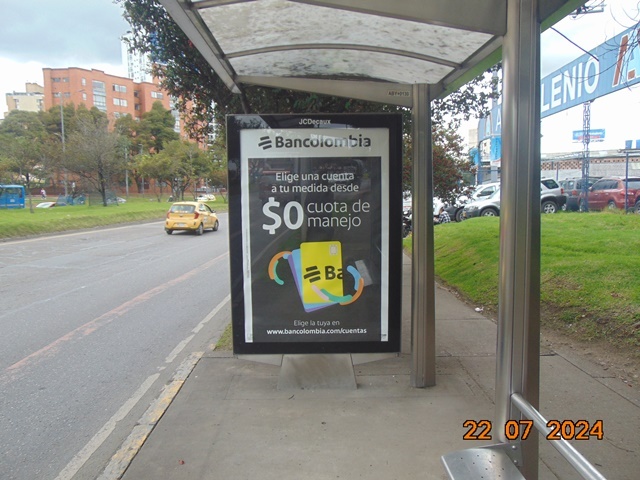 JCDecaux
Bancolombia
Elige una cuenta
a tu medida desde
$0 cuota de
manejo
Ba
Elige la tuya en
www.bancolombia.com/cuentas
LENIO
22 07 2024